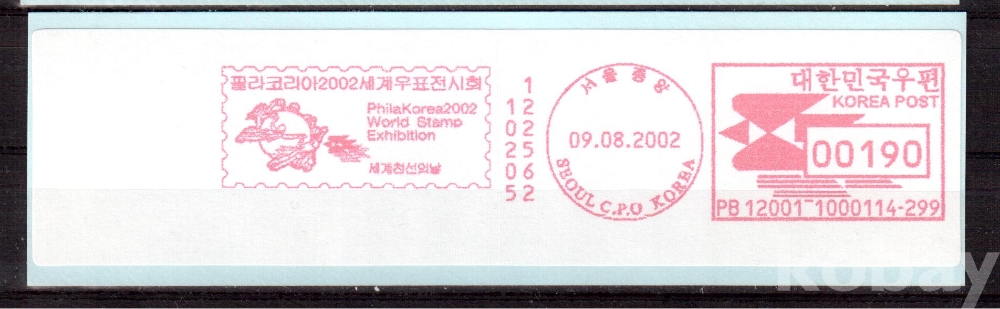 필라코리아2002세계우표전시회
PhilaKorea2002
World Stamp
Exhibition
세계친선의날
1
12
02
25
06
52
서울중앙
09.08.2002
SEOUL C.P.O KOREA
대한민국우편
KOREA POST
00190
PB 12001 1000114-299
kobay